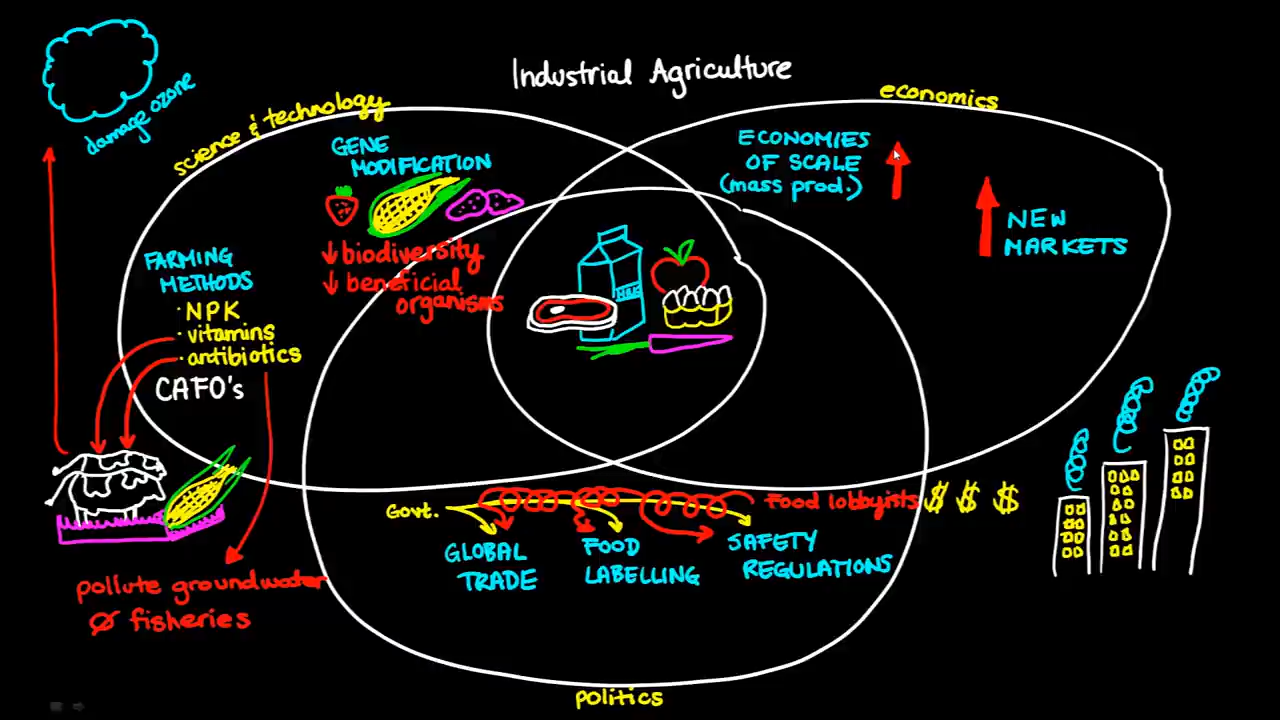 Industrial Agriculture
damage ozone
science & technology
GENE
MODIFICATION
↓ biodiversity
↓ beneficial
organisms
FARMING
METHODS
· NPK
· vitamins
· antibiotics
CAFO's
pollute groundwater
Ø fisheries
economics
ECONOMIES
OF SCALE
(mass prod.)
NEW
MARKETS
Milk
Govt.
Food lobbyists $ $ $
GLOBAL
TRADE
FOOD
LABELLING
SAFETY
REGULATIONS
politics